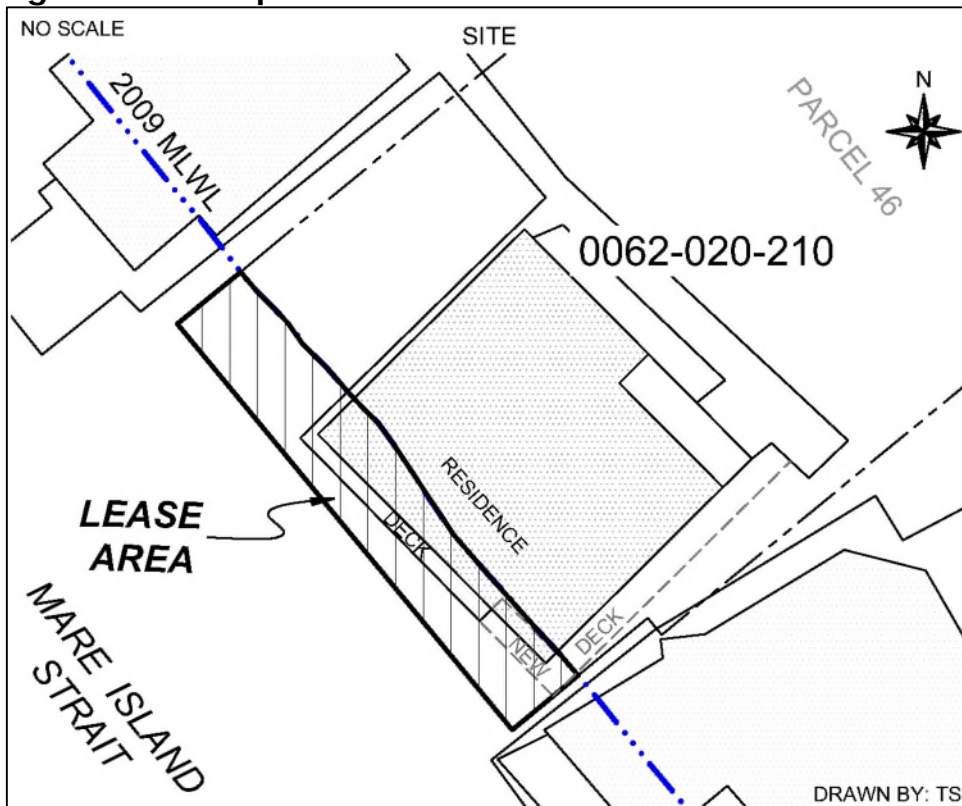 NO SCALE
SITE
N
2009 MLWL
PARCEL 46
0062-020-210
RESIDENCE
DECK
LEASE
AREA
NEW
DECK
MARE ISLAND
STRAIT
DRAWN BY: TS